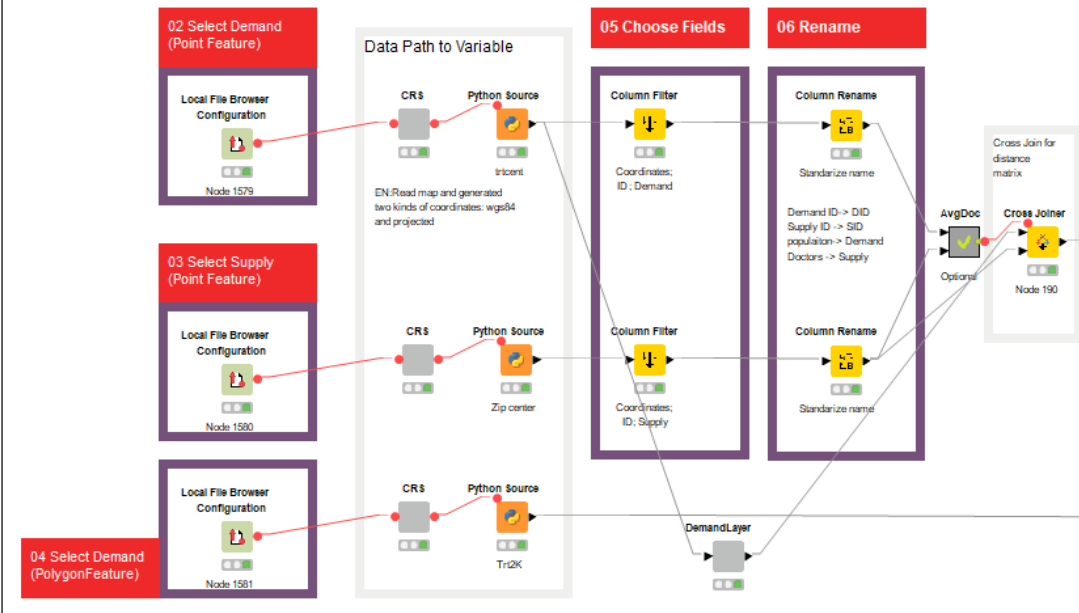 02 Select Demand
(Point Feature)
Local File Browser
Configuration
Node 1579
03 Select Supply
(Point Feature)
Local File Browser
Configuration
Node 1580
04 Select Demand
(PolygonFeature)
Local File Browser
Configuration
Node 1581
Data Path to Variable
CRS
Python Source
trtcent
EN:Read map and generated
two kinds of coordinates: wgs84
and projected
CRS
Python Source
Zip center
CRS
Python Source
Trt2K
05 Choose Fields
Column Filter
Coordinates;
ID ; Demand
Column Filter
Coordinates;
ID; Supply
DemandLayer
06 Rename
Column Rename
Standarize name
Demand ID-> DID
Supply ID -> SID
populaiton-> Demand
Doctors -> Supply
Column Rename
Standarize name
AvgDoc
Optional
Cross Join for
distance
matrix
Cross Joiner
Node 190